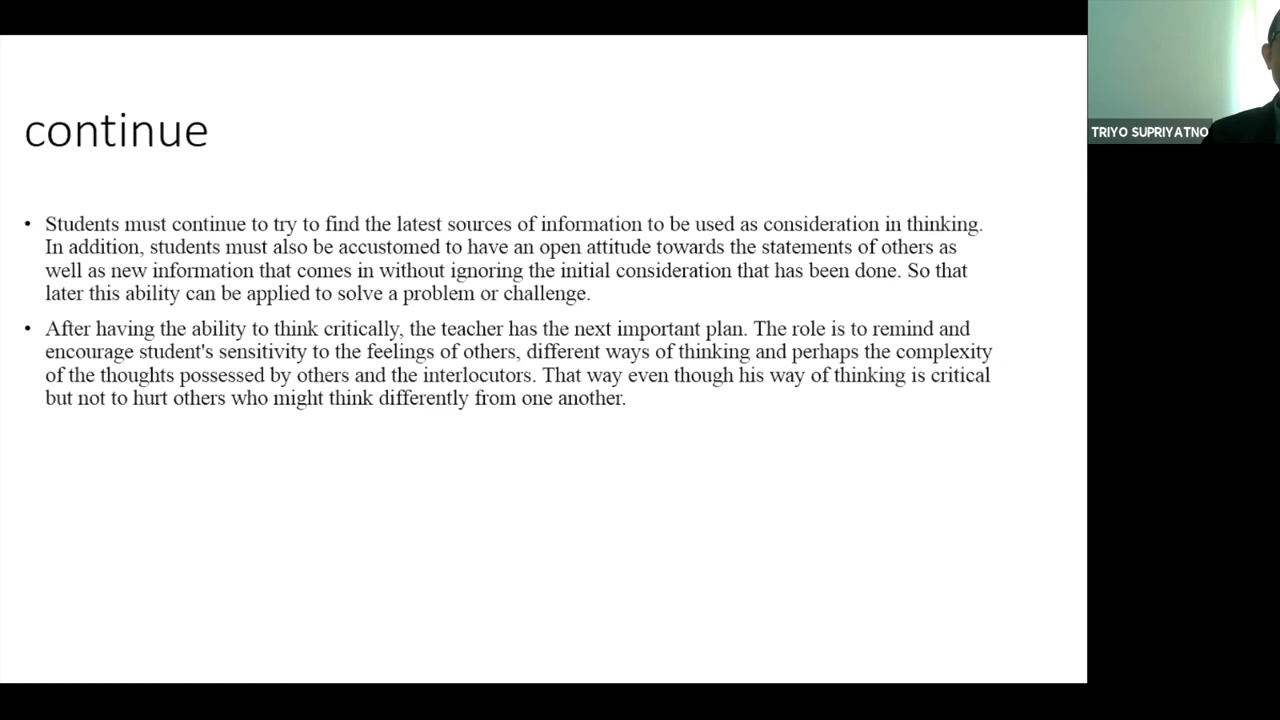 continue
• Students must continue to try to find the latest sources of information to be used as consideration in thinking.
In addition, students must also be accustomed to have an open attitude towards the statements of others as
well as new information that comes in without ignoring the initial consideration that has been done. So that
later this ability can be applied to solve a problem or challenge.
• After having the ability to think critically, the teacher has the next important plan. The role is to remind and
encourage student's sensitivity to the feelings of others, different ways of thinking and perhaps the complexity
of the thoughts possessed by others and the interlocutors. That way even though his way of thinking is critical
but not to hurt others who might think differently from one another.
TRIYO SUPRIYATNO